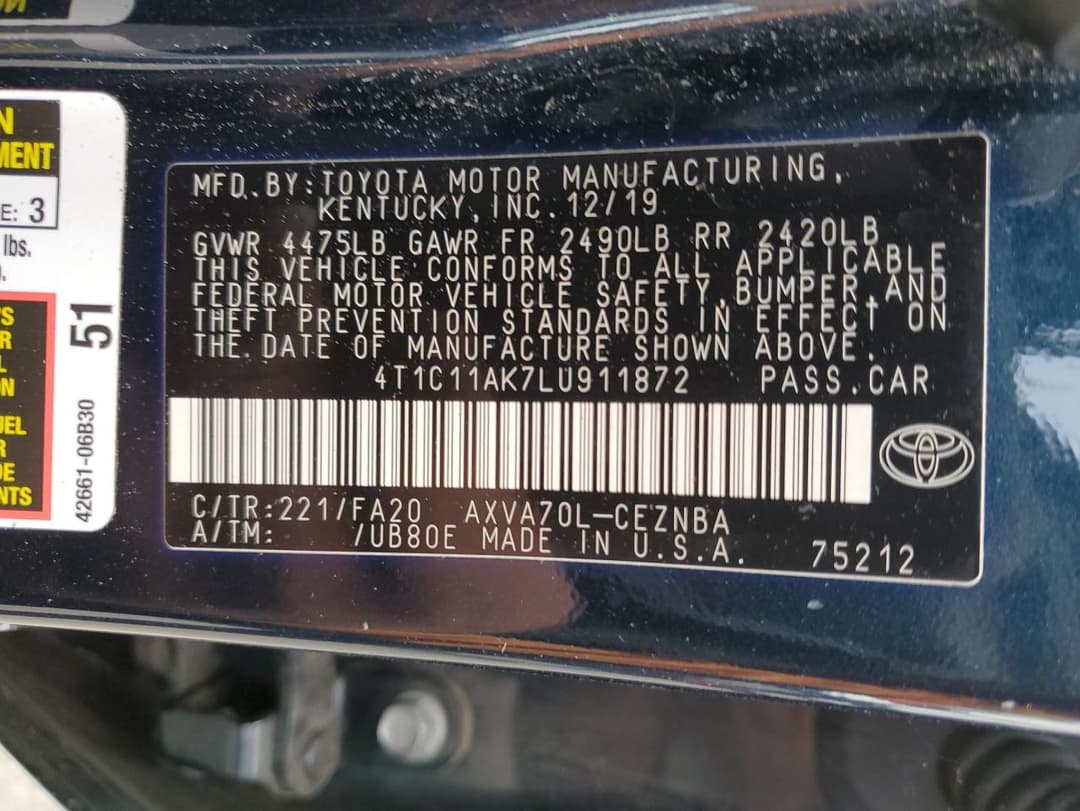 N
MENT
E: 3
lbs.
51
42661-06B30
MFD. BY: TOYOTA MOTOR MANUFACTURING,
KENTUCKY, INC. 12/19
GVWR 4475LB GAWR FR 2490LB RR 2420LB
THIS VEHICLE CONFORMS TO ALL APPLICABLE
FEDERAL MOTOR VEHICLE SAFETY, BUMPER, AND
THEFT PREVENTION STANDARDS IN EFFECT ON
THE DATE OF MANUFACTURE SHOWN ABOVE.
4T1C11AK7LU911872 PASS. CAR
C/TR: 221/FA20 AXVA70L-CEZNBA
A/TM: /UB80E MADE IN U.S.A. 75212